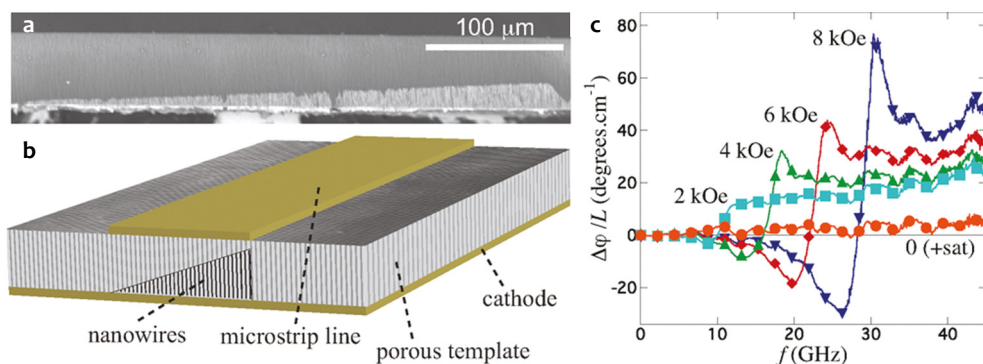 a
100 μm
b
nanowires
microstrip line
porous template
cathode
c
Δφ /L (degrees.cm⁻¹)
80
60
40
20
0
-20
8 kOe
6 kOe
4 kOe
2 kOe
0 (+sat)
0 10 20 30 40
f (GHz)